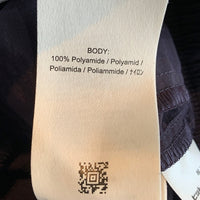 BODY:
100% Polyamide / Polyamid /
Poliamida / Poliammide / ナイロン